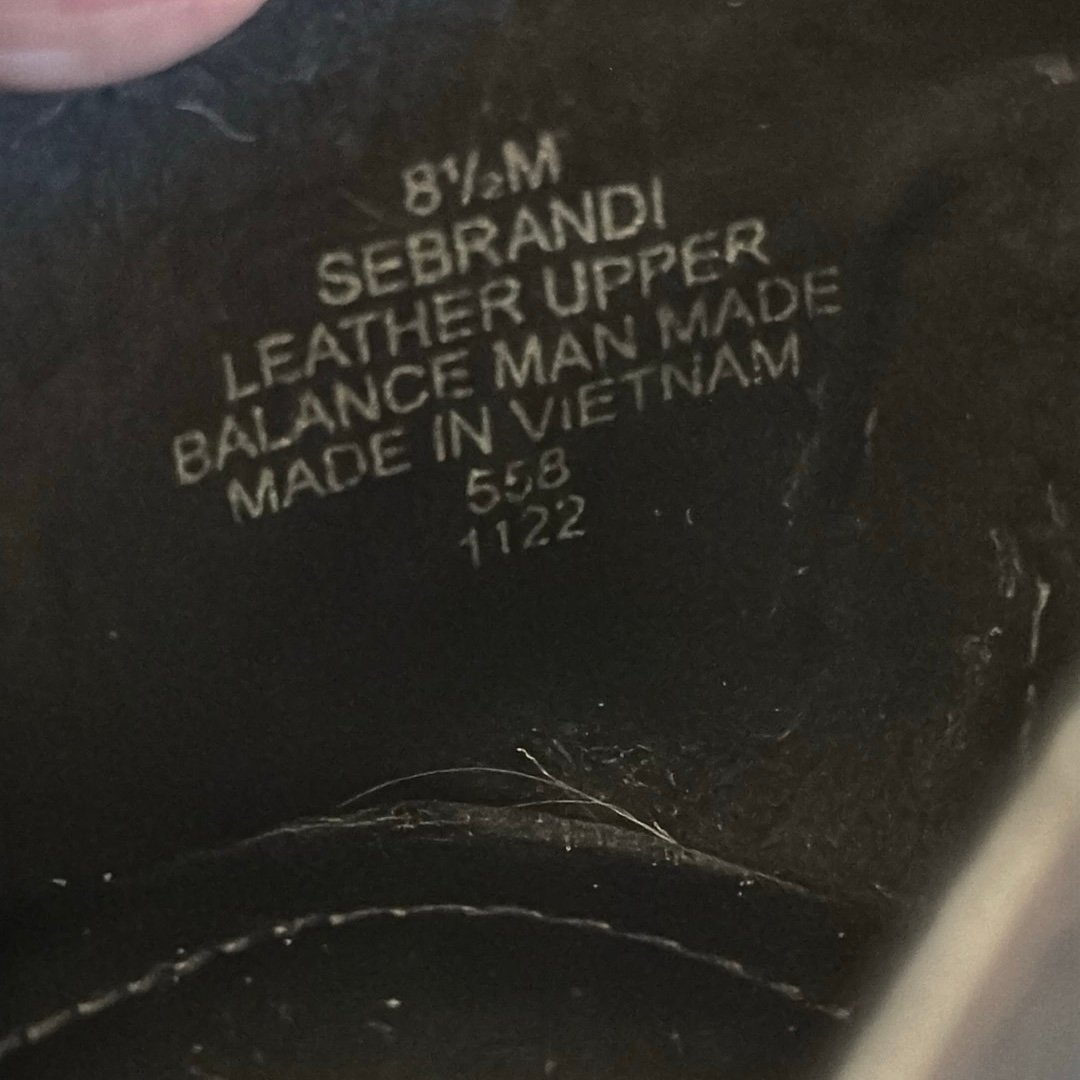 8½M
SEBRANDI
LEATHER UPPER
BALANCE MAN MADE
MADE IN VIETNAM
558
1122